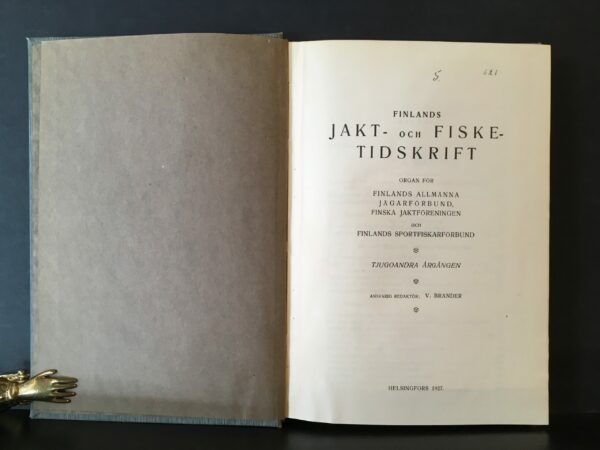 FINLANDS
JAKT- OCH FISKE-
TIDSKRIFT
ORGAN FÖR
FINLANDS ALLMÄNNA
JÄGARFÖRBUND,
FINSKA JAKTFÖRENINGEN
OCH
FINLANDS SPORTFISKARFÖRBUND
TJUGOANDRA ÅRGÅNGEN
ANSVARIG REDAKTÖR: V. BRANDER
HELSINGFORS 1927.